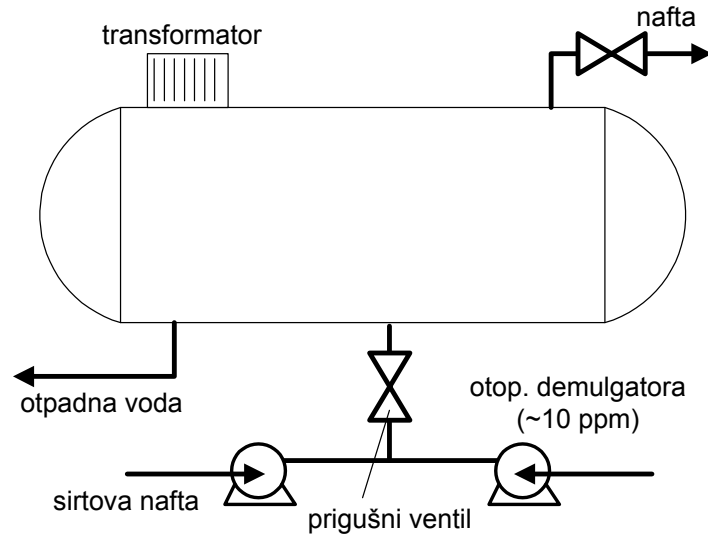 transformator
nafta
otpadna voda
otop. demulgatora
(~10 ppm)
sirtova nafta
prigušni ventil